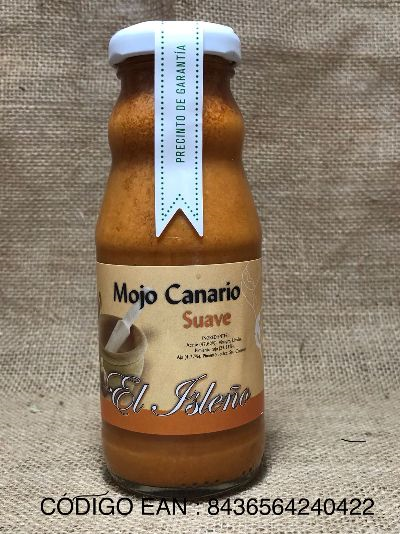 PRECINTO DE GARANTÍA
Mojo Canario
Suave
El Isleño
CÓDIGO EAN : 8436564240422